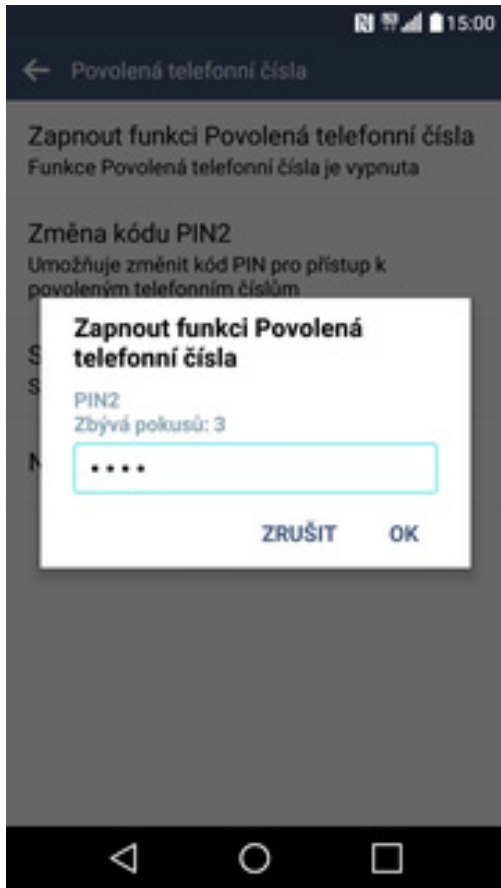 15:00
Povolená telefonní čísla
Zapnout funkci Povolená telefonní čísla
Funkce Povolená telefonní čísla je vypnuta
Změna kódu PIN2
Umožňuje změnit kód PIN pro přístup k
povoleným telefonním číslům
Zapnout funkci Povolená
telefonní čísla
PIN2
Zbývá pokusů: 3
••••
ZRUŠIT OK